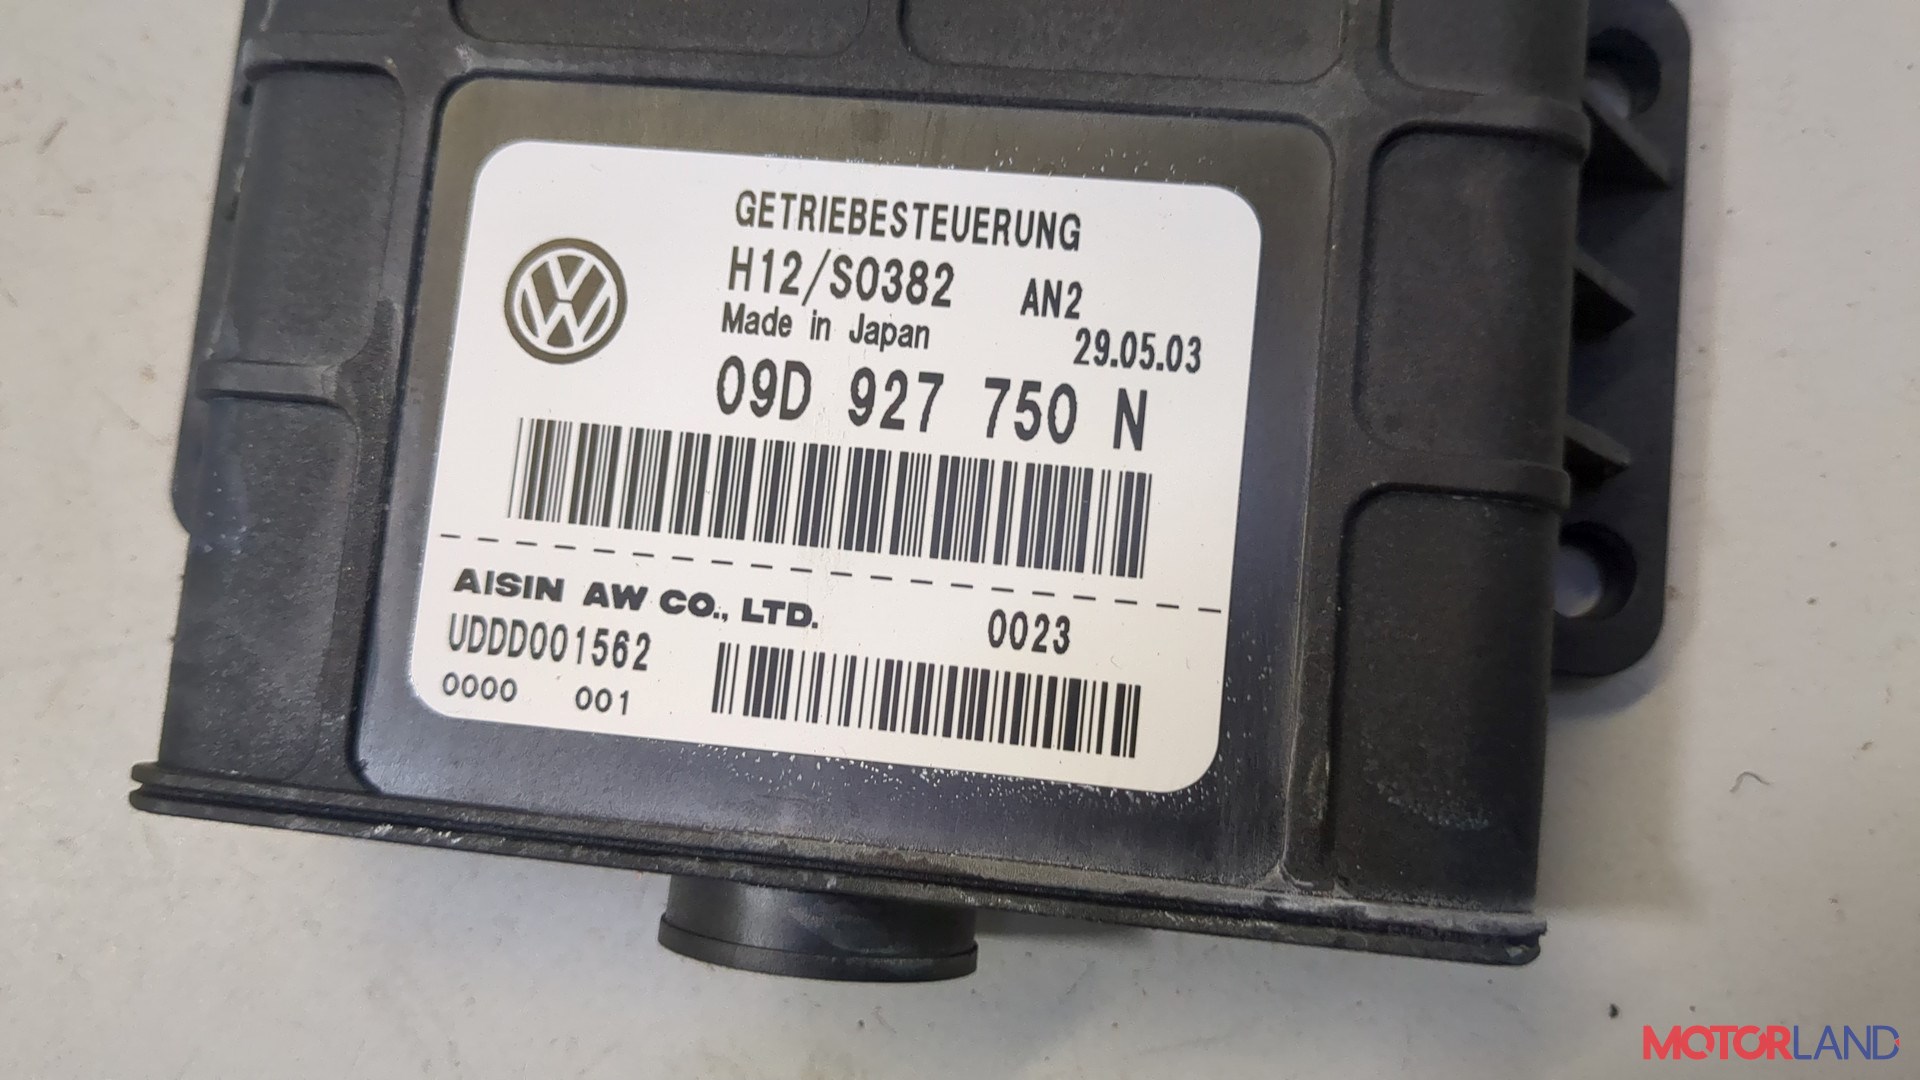 GETRIEBESTEUERUNG
H12/S0382 AN2
Made in Japan 29.05.03
09D 927 750 N
AISIN AW CO., LTD. 0023
UDDD001562
0000 001
MOTORLAND